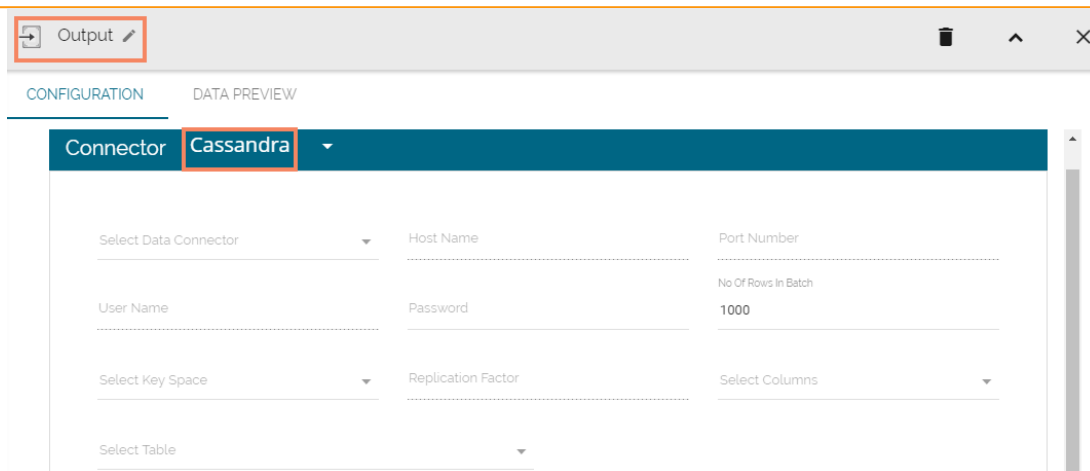 Output
CONFIGURATION DATA PREVIEW
Connector Cassandra
Select Data Connector Host Name Port Number
No Of Rows In Batch
User Name Password 1000
Select Key Space Replication Factor Select Columns
Select Table